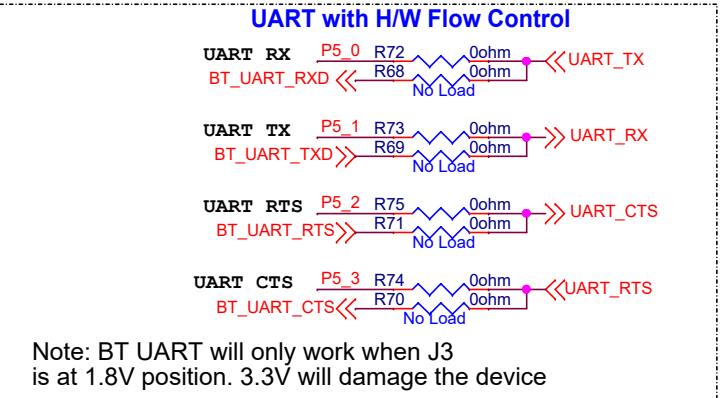 UART with H/W Flow Control
UART RX P5_0 R72 0ohm UART_TX
BT_UART_RXD R68 0ohm
No Load
UART TX P5_1 R73 0ohm UART_RX
BT_UART_TXD R69 0ohm
No Load
UART RTS P5_2 R75 0ohm UART_CTS
BT_UART_RTS R71 0ohm
No Load
UART CTS P5_3 R74 0ohm UART_RTS
BT_UART_CTS R70 0ohm
No Load
Note: BT UART will only work when J3
is at 1.8V position. 3.3V will damage the device